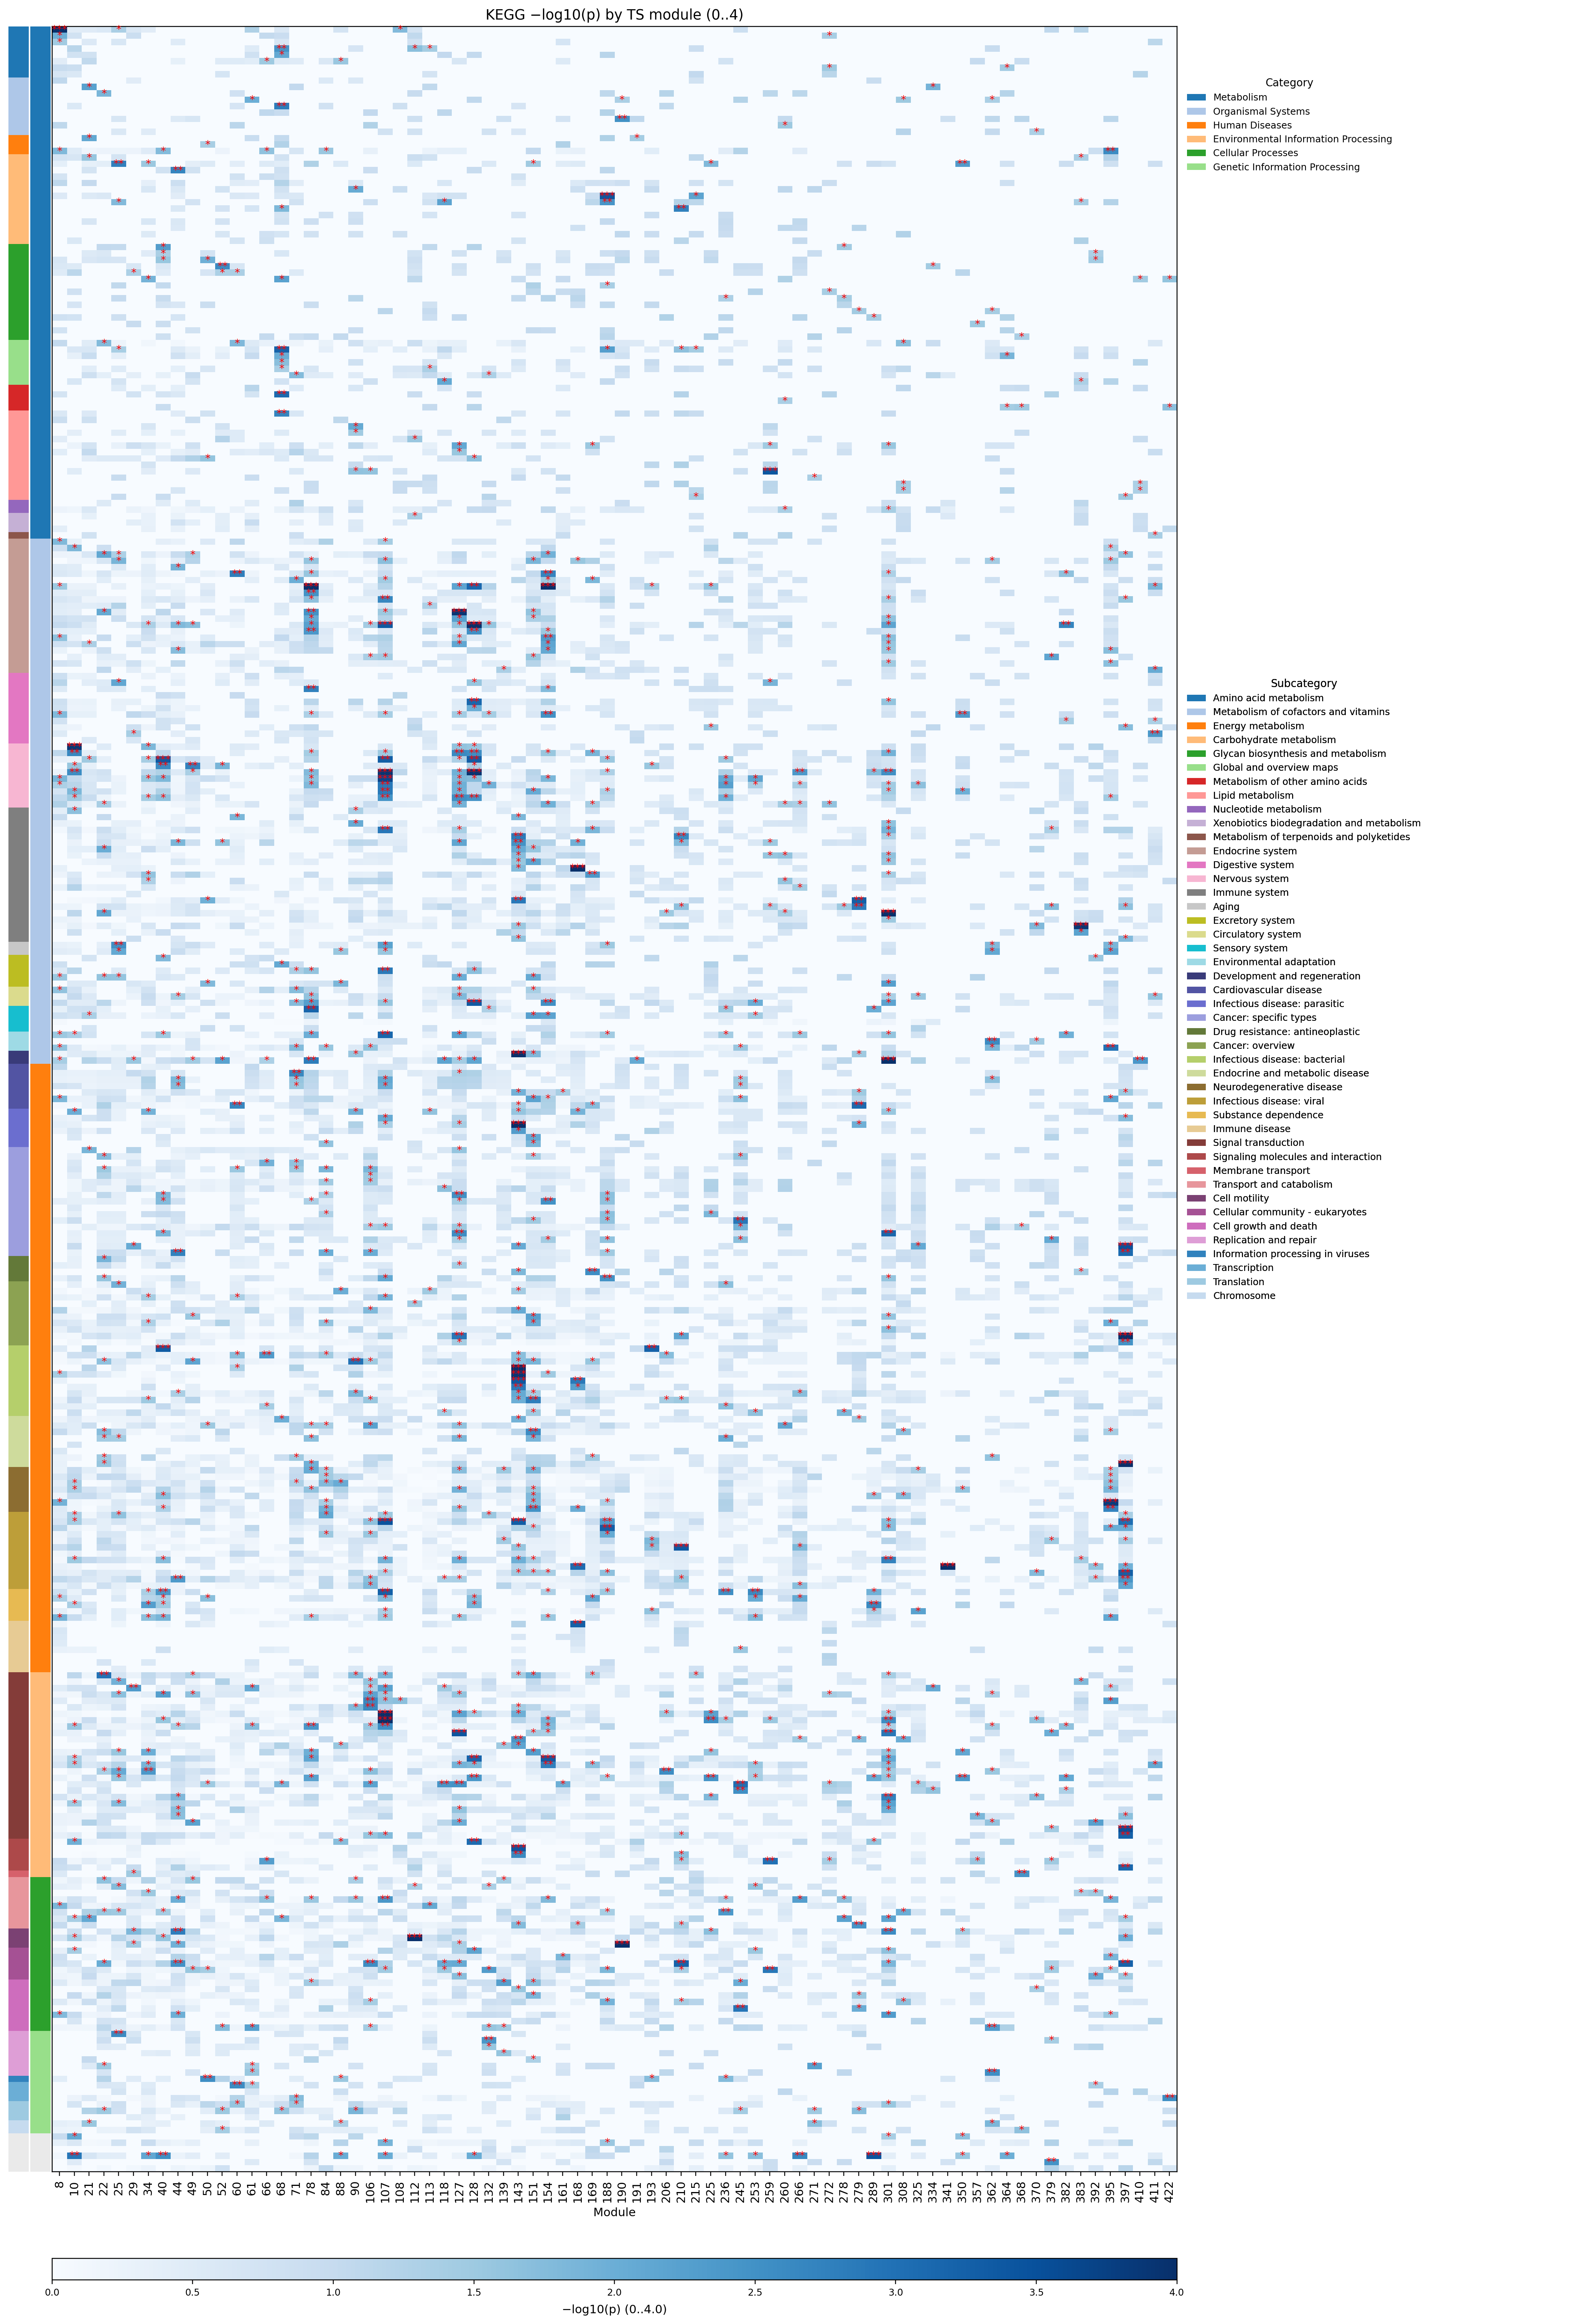 KEGG −log10(p) by TS module (0..4)
Category
Metabolism
Organismal Systems
Human Diseases
Environmental Information Processing
Cellular Processes
Genetic Information Processing
Subcategory
Amino acid metabolism
Metabolism of cofactors and vitamins
Energy metabolism
Carbohydrate metabolism
Glycan biosynthesis and metabolism
Global and overview maps
Metabolism of other amino acids
Lipid metabolism
Nucleotide metabolism
Xenobiotics biodegradation and metabolism
Metabolism of terpenoids and polyketides
Endocrine system
Digestive system
Nervous system
Immune system
Aging
Excretory system
Circulatory system
Sensory system
Environmental adaptation
Development and regeneration
Cardiovascular disease
Infectious disease: parasitic
Cancer: specific types
Drug resistance: antineoplastic
Cancer: overview
Infectious disease: bacterial
Endocrine and metabolic disease
Neurodegenerative disease
Infectious disease: viral
Substance dependence
Immune disease
Signal transduction
Signaling molecules and interaction
Membrane transport
Transport and catabolism
Cell motility
Cellular community - eukaryotes
Cell growth and death
Replication and repair
Information processing in viruses
Transcription
Translation
Chromosome
8 10 21 22 25 29 34 40 44 49 50 52 60 61 66 68 71 78 84 88 90 106 107 108 112 113 118 127 128 132 139 143 151 154 161 168 169 188 190 191 193 206 210 215 225 236 245 253 259 260 266 271 272 278 279 289 301 308 325 334 341 350 357 362 364 368 370 379 382 383 392 395 397 410 411 422
Module
0.0 0.5 1.0 1.5 2.0 2.5 3.0 3.5 4.0
−log10(p) (0..4.0)